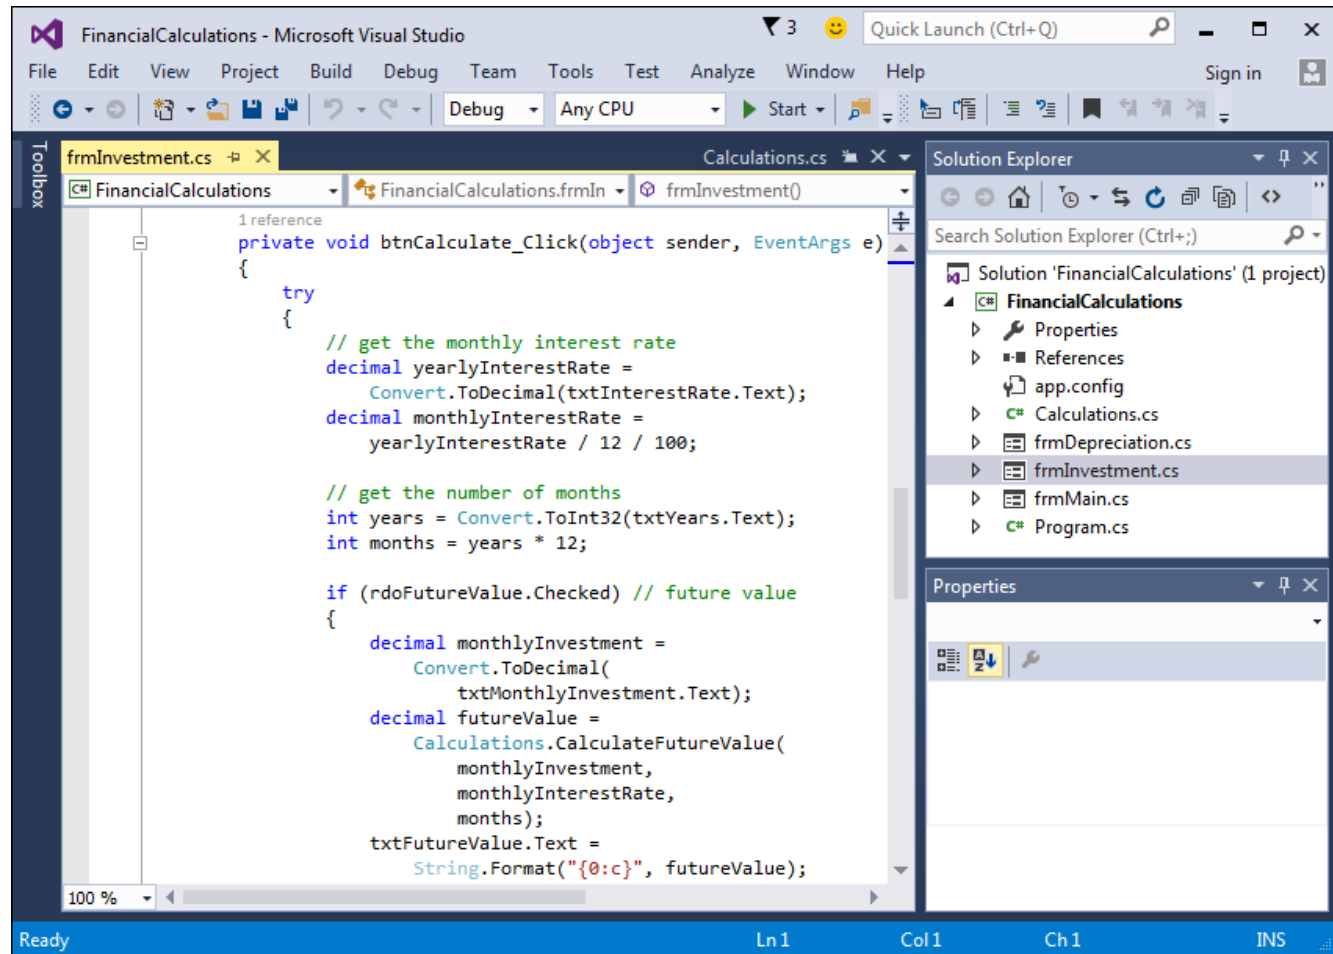 FinancialCalculations - Microsoft Visual Studio
3
Quick Launch (Ctrl+Q)
File Edit View Project Build Debug Team Tools Test Analyze Window Help
Sign in
Debug
Any CPU
Start
Toolbox
frmInvestment.cs
Calculations.cs
C# FinancialCalculations
FinancialCalculations.frmIn
frmInvestment()
1 reference
private void btnCalculate_Click(object sender, EventArgs e)
{
try
{
// get the monthly interest rate
decimal yearlyInterestRate =
Convert.ToDecimal(txtInterestRate.Text);
decimal monthlyInterestRate =
yearlyInterestRate / 12 / 100;
// get the number of months
int years = Convert.ToInt32(txtYears.Text);
int months = years * 12;
if (rdoFutureValue.Checked) // future value
{
decimal monthlyInvestment =
Convert.ToDecimal(
txtMonthlyInvestment.Text);
decimal futureValue =
Calculations.CalculateFutureValue(
monthlyInvestment,
monthlyInterestRate,
months);
txtFutureValue.Text =
String.Format("{0:c}", futureValue);
100 %
Solution Explorer
Search Solution Explorer (Ctrl+;)
Solution 'FinancialCalculations' (1 project)
C# FinancialCalculations
Properties
References
app.config
C# Calculations.cs
frmDepreciation.cs
frmInvestment.cs
frmMain.cs
C# Program.cs
Properties
Ready
Ln 1
Col 1
Ch 1
INS